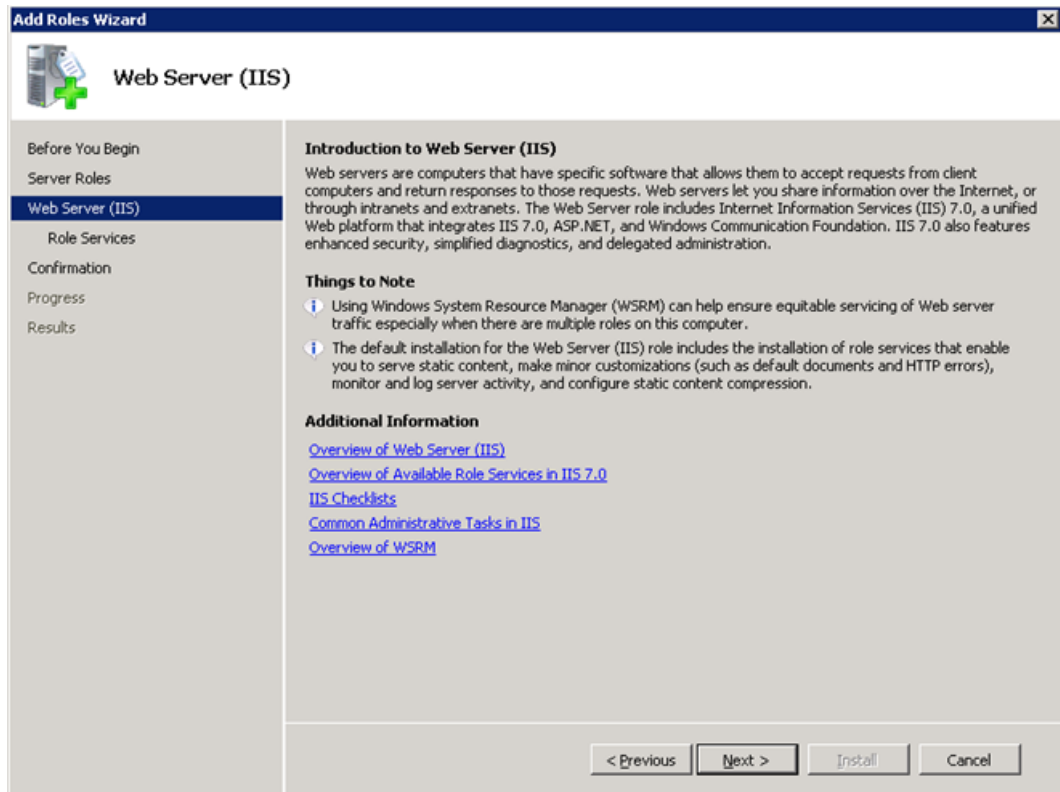 Add Roles Wizard
Web Server (IIS)
Before You Begin
Server Roles
Web Server (IIS)
Role Services
Confirmation
Progress
Results
Introduction to Web Server (IIS)
Web servers are computers that have specific software that allows them to accept requests from client
computers and return responses to those requests. Web servers let you share information over the Internet, or
through intranets and extranets. The Web Server role includes Internet Information Services (IIS) 7.0, a unified
Web platform that integrates IIS 7.0, ASP.NET, and Windows Communication Foundation. IIS 7.0 also features
enhanced security, simplified diagnostics, and delegated administration.
Things to Note
Using Windows System Resource Manager (WSRM) can help ensure equitable servicing of Web server
traffic especially when there are multiple roles on this computer.
The default installation for the Web Server (IIS) role includes the installation of role services that enable
you to serve static content, make minor customizations (such as default documents and HTTP errors),
monitor and log server activity, and configure static content compression.
Additional Information
Overview of Web Server (IIS)
Overview of Available Role Services in IIS 7.0
IIS Checklists
Common Administrative Tasks in IIS
Overview of WSRM
< Previous
Next >
Install
Cancel